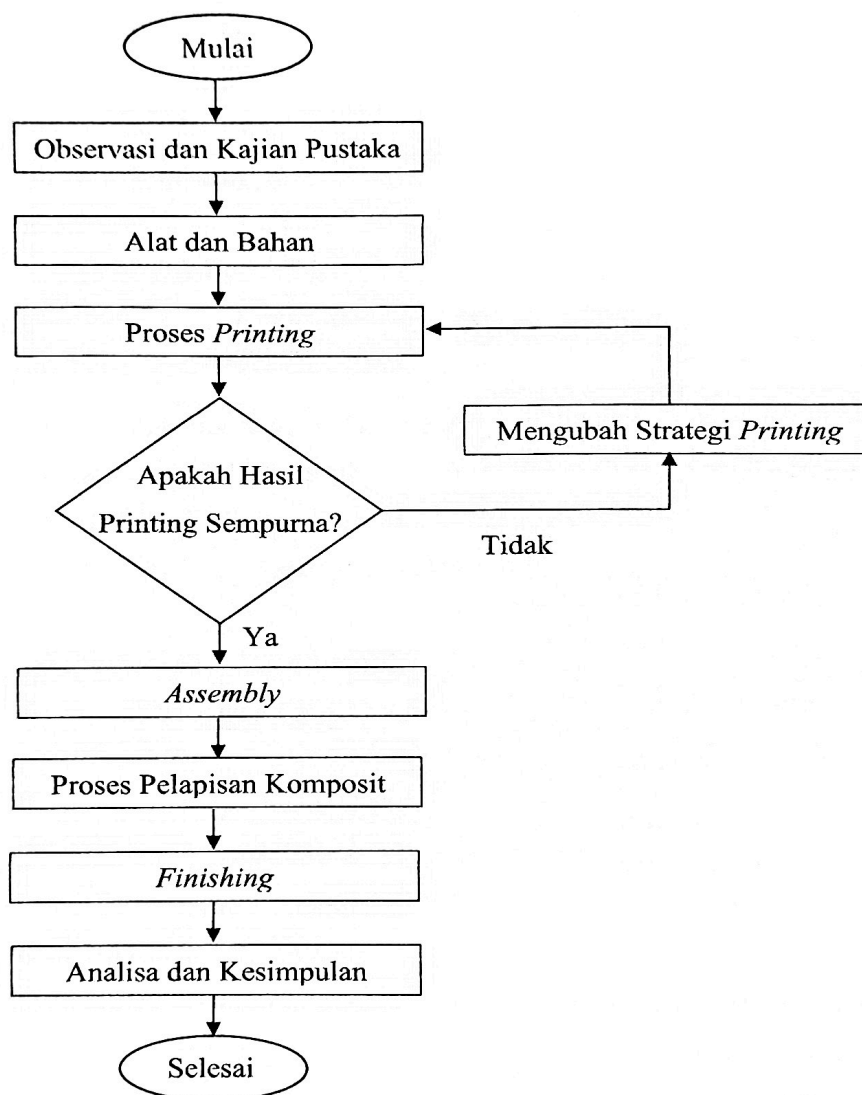 Mulai
Observasi dan Kajian Pustaka
Alat dan Bahan
Proses Printing
Mengubah Strategi Printing
Apakah Hasil
Printing Sempurna?
Tidak
Ya
Assembly
Proses Pelapisan Komposit
Finishing
Analisa dan Kesimpulan
Selesai